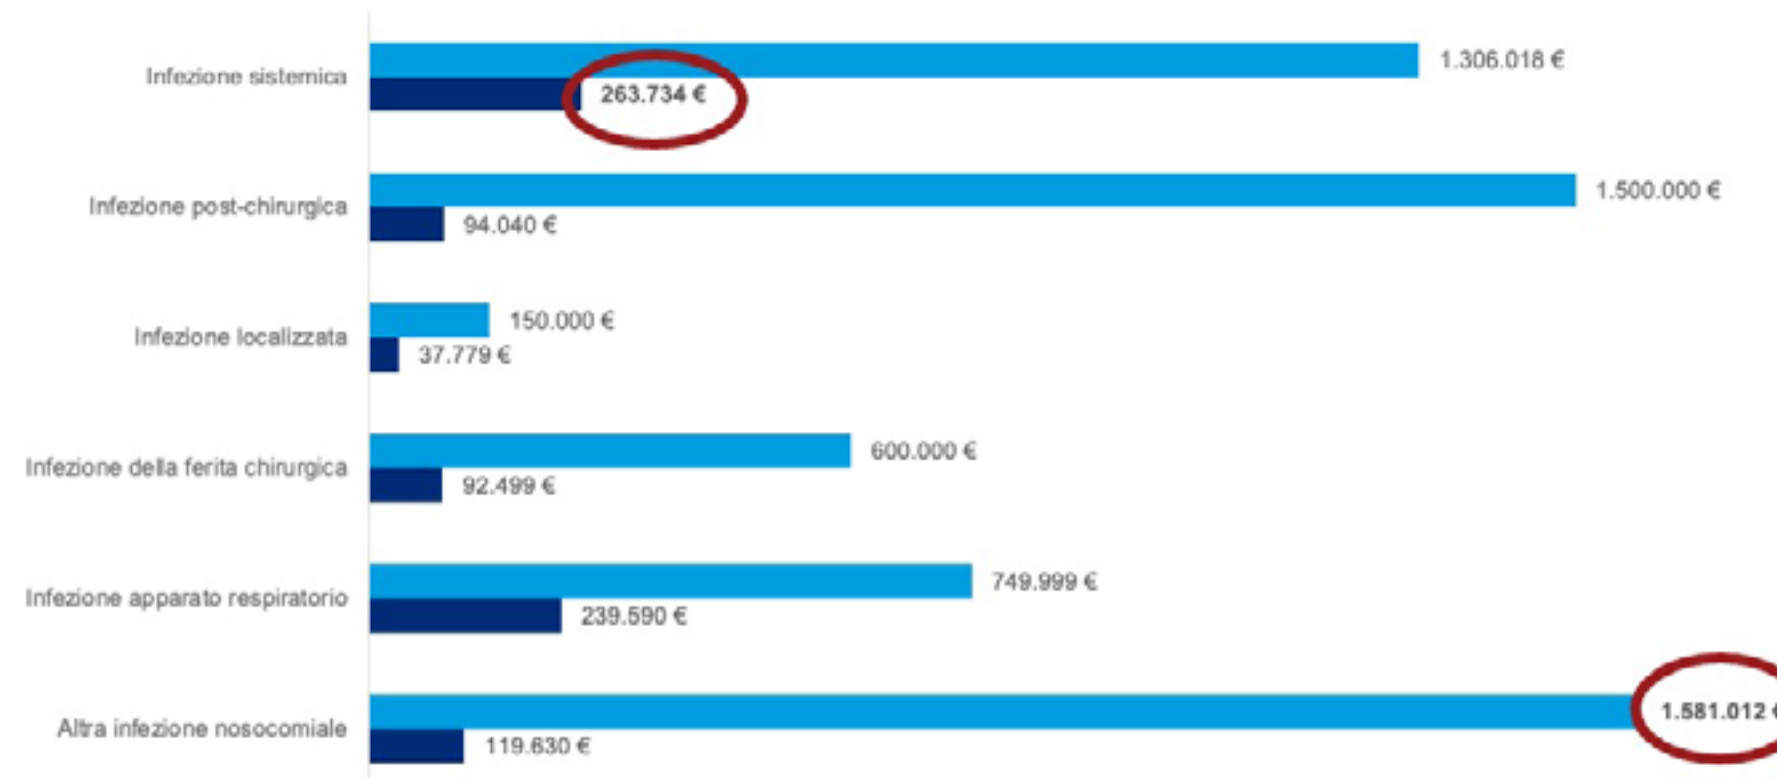 1.306.018 €
Infezione sistemica
263.734 €
1.500.000 €
Infezione post-chirurgica
94.040 €
150.000 €
Infezione localizzata
37.779 €
600.000 €
Infezione della ferita chirurgica
92.499 €
749.999 €
Infezione apparato respiratorio
239.590 €
1.581.012 €
Altra infezione nosocomiale
119.630 €